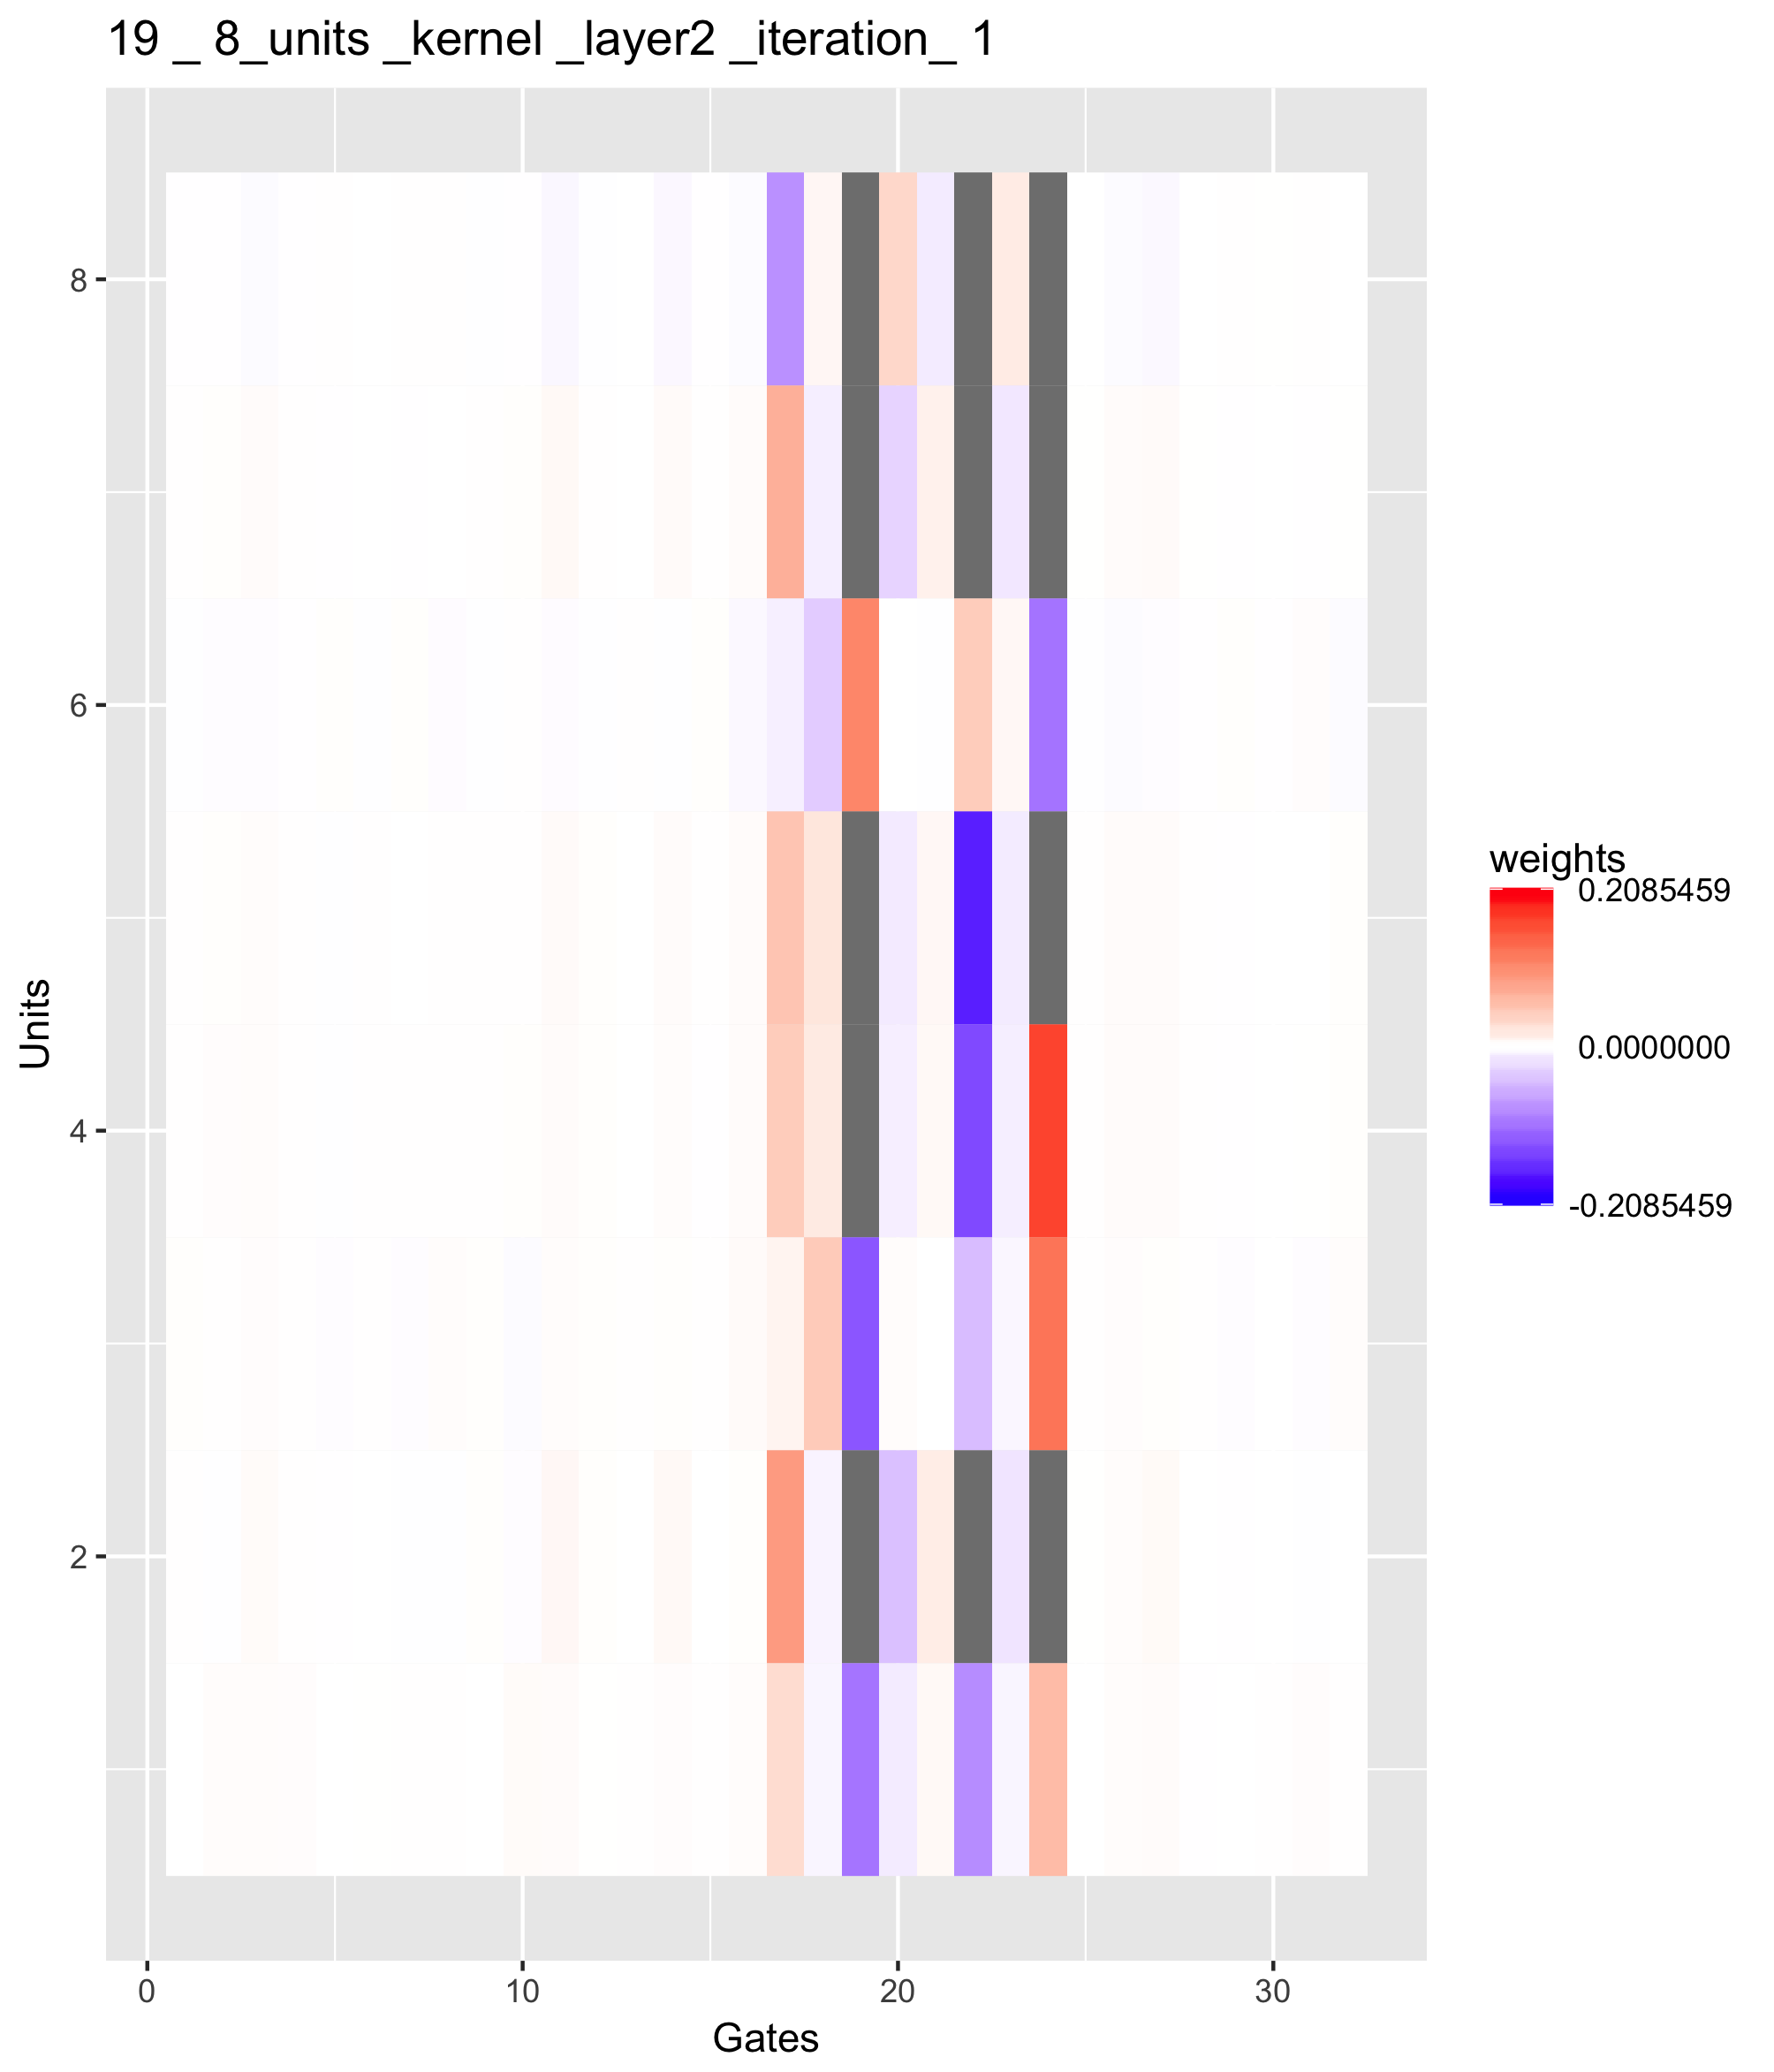 19 _ 8_units _kernel _layer2 _iteration_ 1
8
6
4
2
Units
0 10 20 30
Gates
weights
0.2085459
0.0000000
-0.2085459